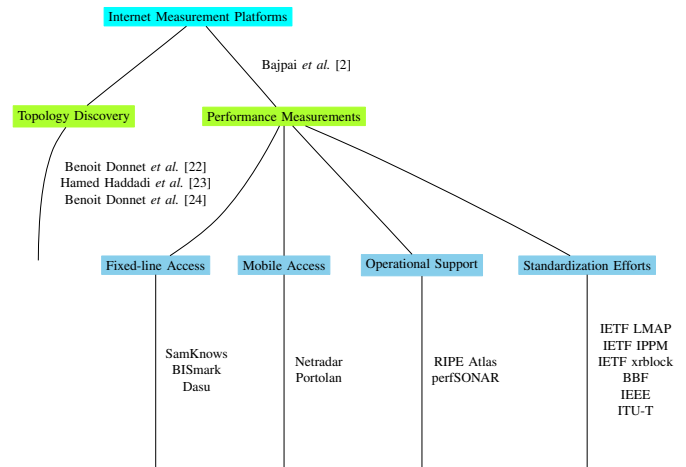 Internet Measurement Platforms
Bajpai et al. [2]
Topology Discovery
Performance Measurements
Benoit Donnet et al. [22]
Hamed Haddadi et al. [23]
Benoit Donnet et al. [24]
Fixed-line Access
Mobile Access
Operational Support
Standardization Efforts
SamKnows
BISmark
Dasu
Netradar
Portolan
RIPE Atlas
perfSONAR
IETF LMAP
IETF IPPM
IETF xrblock
BBF
IEEE
ITU-T